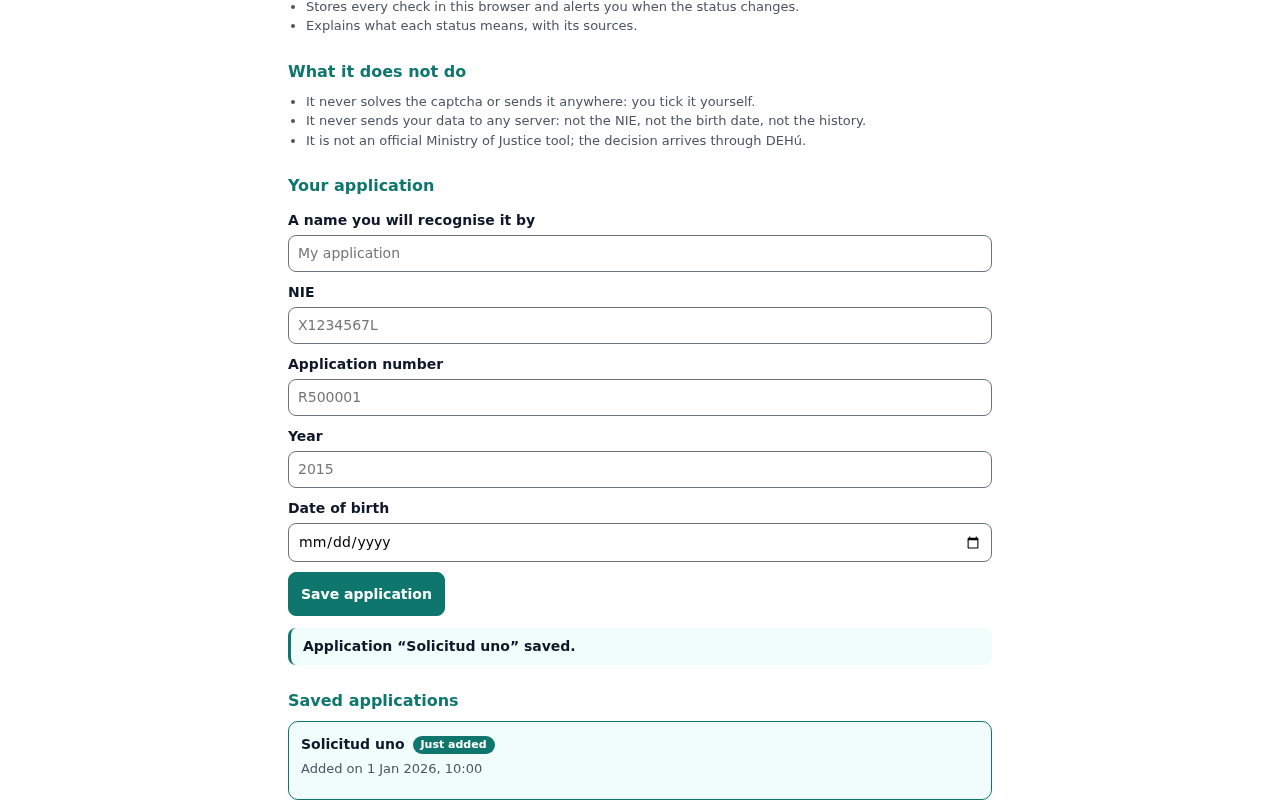 Stores every check in this browser and alerts you when the status changes.
Explains what each status means, with its sources.
What it does not do
It never solves the captcha or sends it anywhere: you tick it yourself.
It never sends your data to any server: not the NIE, not the birth date, not the history.
It is not an official Ministry of Justice tool; the decision arrives through DEHú.
Your application
A name you will recognise it by
My application
NIE
X1234567L
Application number
R500001
Year
2015
Date of birth
mm/dd/yyyy
Save application
Application “Solicitud uno” saved.
Saved applications
Solicitud uno Just added
Added on 1 Jan 2026, 10:00